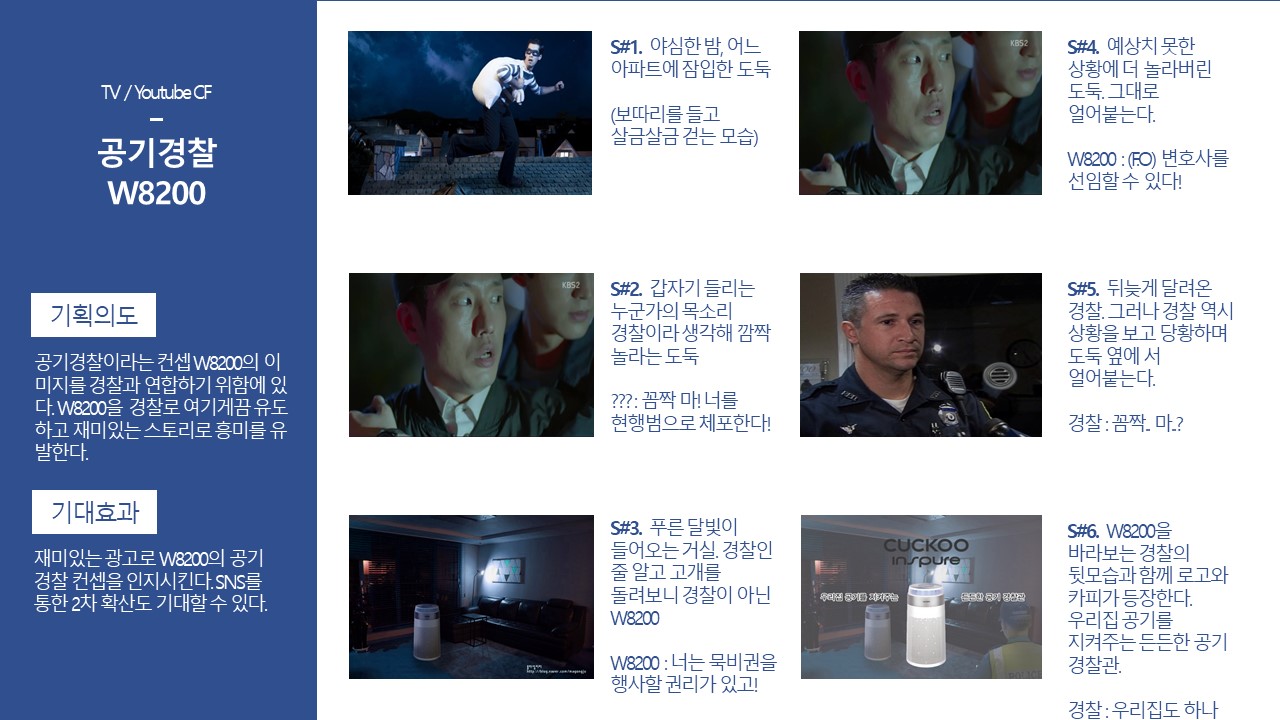 TV / Youtube CF
공기경찰
W8200
기획의도
공기경찰이라는 컨셉 W8200의 이
미지를 경찰과 연합하기 위함에 있
다. W8200을 경찰로 여기게끔 유도
하고 재미있는 스토리로 흥미를 유
발한다.
기대효과
재미있는 광고로 W8200의 공기
경찰 컨셉을 인지시킨다. SNS를
통한 2차 확산도 기대할 수 있다.
S#1. 야심한 밤, 어느
아파트에 잠입한 도둑
(보따리를 들고
살금살금 걷는 모습)
KBS2
S#2. 갑자기 들리는
누군가의 목소리
경찰이라 생각해 깜짝
놀라는 도둑
??? : 꼼짝 마! 너를
현행범으로 체포한다!
S#3. 푸른 달빛이
들어오는 거실. 경찰인
줄 알고 고개를
돌려보니 경찰이 아닌
W8200
W8200 : 너는 묵비권을
행사할 권리가 있고!
KBS2
S#4. 예상치 못한
상황에 더 놀라버린
도둑. 그대로
얼어붙는다.
W8200 : (F.O) 변호사를
선임할 수 있다!
S#5. 뒤늦게 달려온
경찰. 그러나 경찰 역시
상황을 보고 당황하며
도둑 옆에 서
얼어붙는다.
경찰 : 꼼짝.. 마..?
CUCKOO
inspure
우리집 공기를 지켜주는
든든한 공기 경찰관
S#6. W8200을
바라보는 경찰의
뒷모습과 함께 로고와
카피가 등장한다.
우리집 공기를
지켜주는 든든한 공기
경찰관.
경찰 : 우리집도 하나